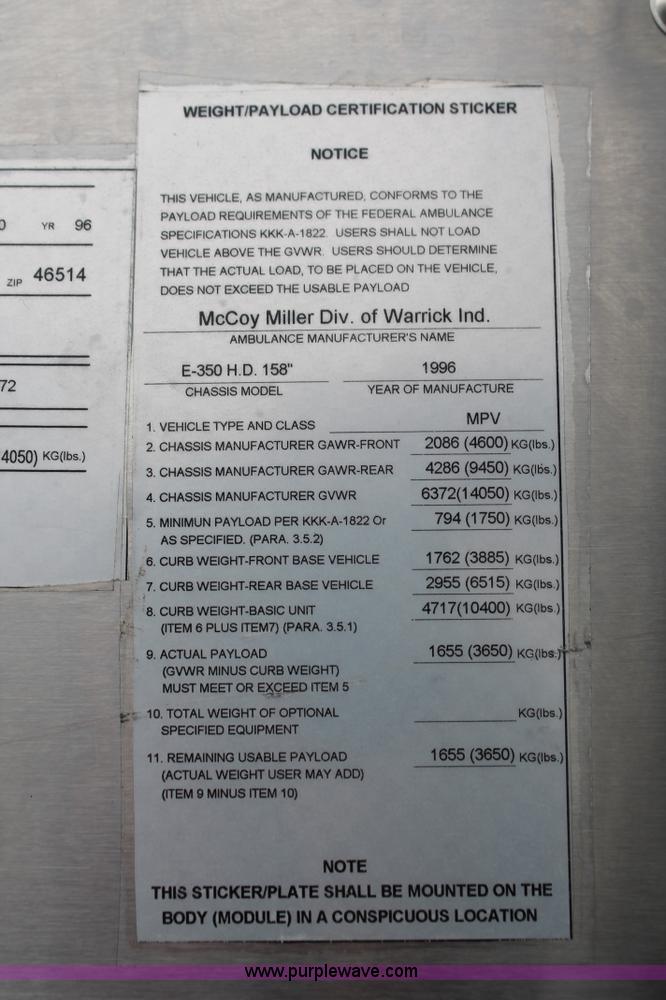 0 YR 96
ZIP 46514
72
4050) KG(lbs.)
WEIGHT/PAYLOAD CERTIFICATION STICKER
NOTICE
THIS VEHICLE, AS MANUFACTURED, CONFORMS TO THE
PAYLOAD REQUIREMENTS OF THE FEDERAL AMBULANCE
SPECIFICATIONS KKK-A-1822. USERS SHALL NOT LOAD
VEHICLE ABOVE THE GVWR. USERS SHOULD DETERMINE
THAT THE ACTUAL LOAD, TO BE PLACED ON THE VEHICLE,
DOES NOT EXCEED THE USABLE PAYLOAD
McCoy Miller Div. of Warrick Ind.
AMBULANCE MANUFACTURER'S NAME
E-350 H.D. 158" 1996
CHASSIS MODEL YEAR OF MANUFACTURE
1. VEHICLE TYPE AND CLASS MPV
2. CHASSIS MANUFACTURER GAWR-FRONT 2086 (4600) KG(lbs.)
3. CHASSIS MANUFACTURER GAWR-REAR 4286 (9450) KG(lbs.)
4. CHASSIS MANUFACTURER GVWR 6372(14050) KG(lbs.)
5. MINIMUN PAYLOAD PER KKK-A-1822 Or 794 (1750) KG(lbs.)
AS SPECIFIED. (PARA. 3.5.2)
6. CURB WEIGHT-FRONT BASE VEHICLE 1762 (3885) KG(lbs.)
7. CURB WEIGHT-REAR BASE VEHICLE 2955 (6515) KG(lbs.)
8. CURB WEIGHT-BASIC UNIT 4717(10400) KG(lbs.)
(ITEM 6 PLUS ITEM7) (PARA. 3.5.1)
9. ACTUAL PAYLOAD 1655 (3650) KG(lbs.)
(GVWR MINUS CURB WEIGHT)
MUST MEET OR EXCEED ITEM 5
10. TOTAL WEIGHT OF OPTIONAL KG(lbs.)
SPECIFIED EQUIPMENT
11. REMAINING USABLE PAYLOAD 1655 (3650) KG(lbs.)
(ACTUAL WEIGHT USER MAY ADD)
(ITEM 9 MINUS ITEM 10)
NOTE
THIS STICKER/PLATE SHALL BE MOUNTED ON THE
BODY (MODULE) IN A CONSPICUOUS LOCATION
www.purplewave.com